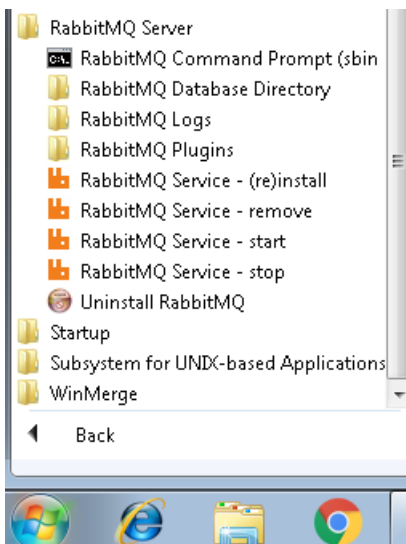 RabbitMQ Server
RabbitMQ Command Prompt (sbin
RabbitMQ Database Directory
RabbitMQ Logs
RabbitMQ Plugins
RabbitMQ Service - (re)install
RabbitMQ Service - remove
RabbitMQ Service - start
RabbitMQ Service - stop
Uninstall RabbitMQ
Startup
Subsystem for UNIX-based Applications
WinMerge
Back